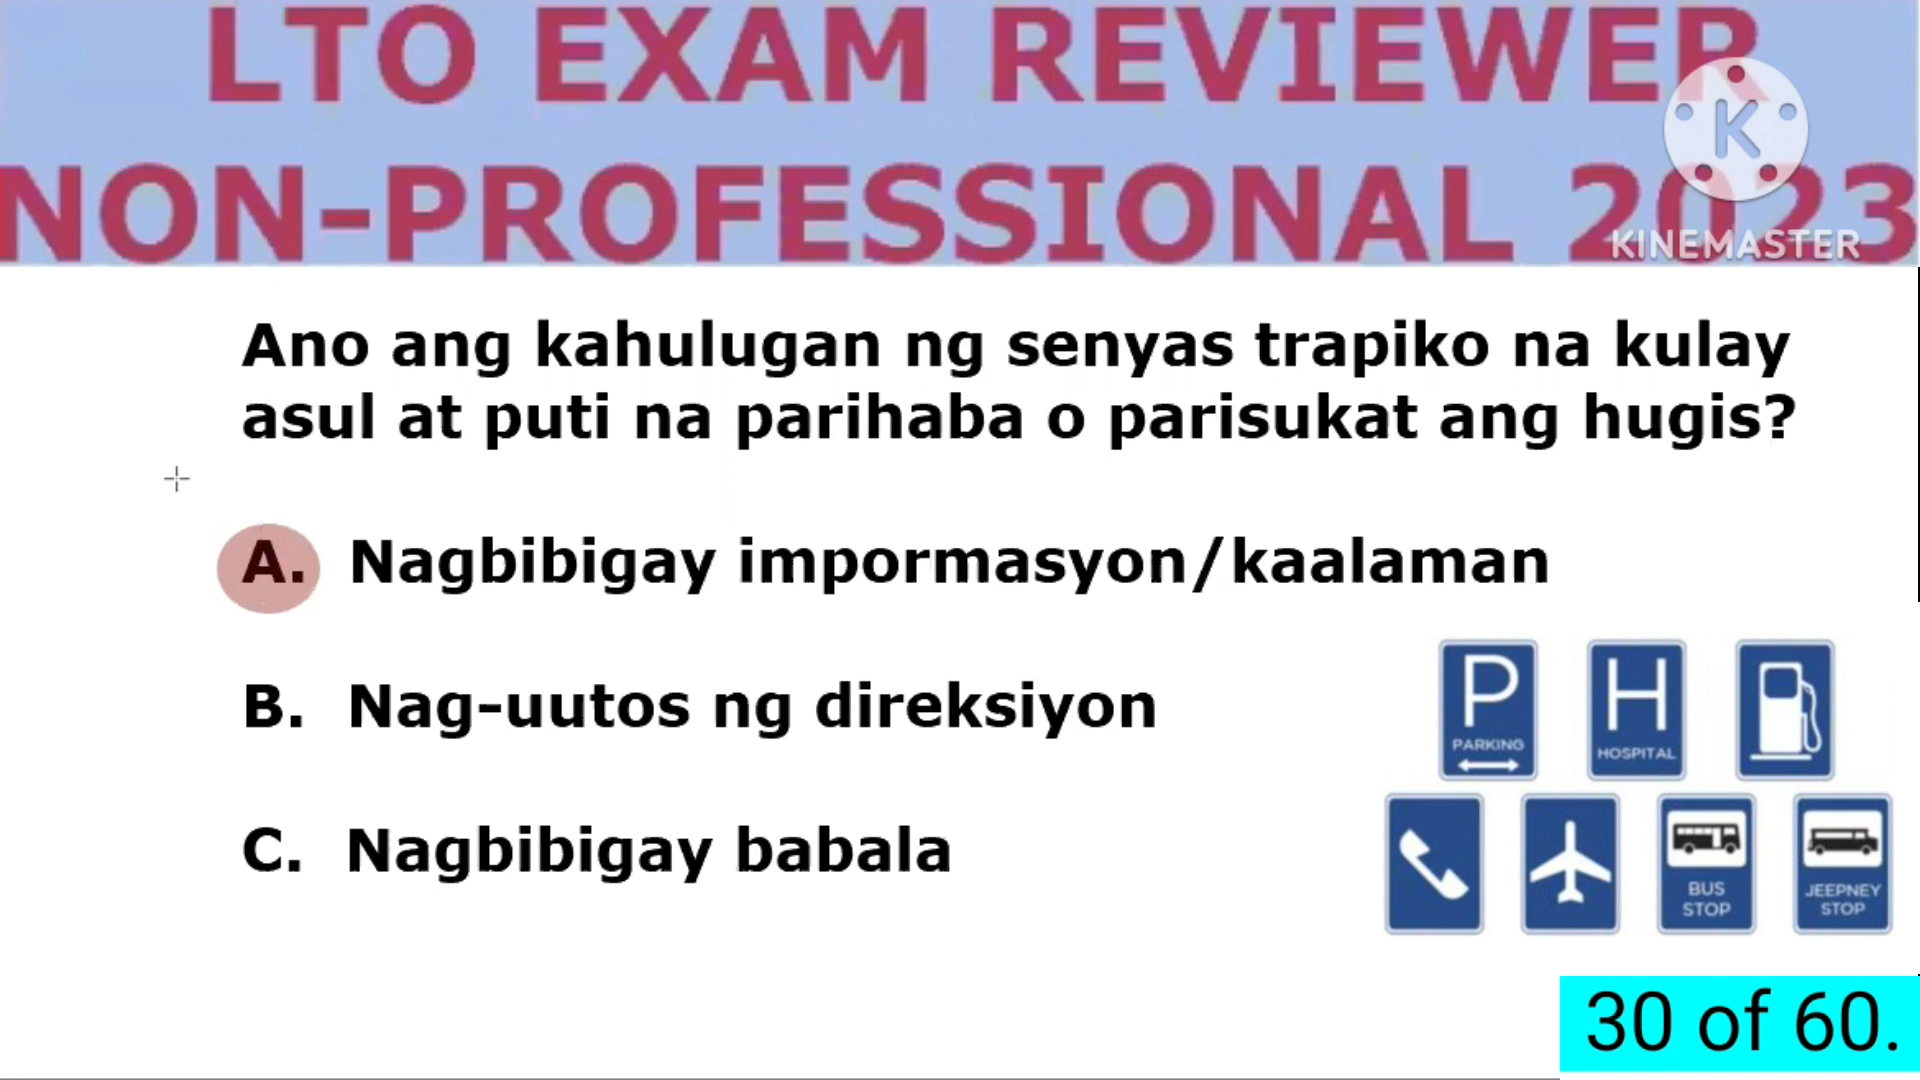 LTO EXAM REVIEWER
NON-PROFESSIONAL 2023
K
KINEMASTER
Ano ang kahulugan ng senyas trapiko na kulay
asul at puti na parihaba o parisukat ang hugis?
A. Nagbibigay impormasyon/kaalaman
B. Nag-uutos ng direksiyon
C. Nagbibigay babala
P
PARKING
H
HOSPITAL
BUS
STOP
JEEPNEY
STOP
30 of 60.